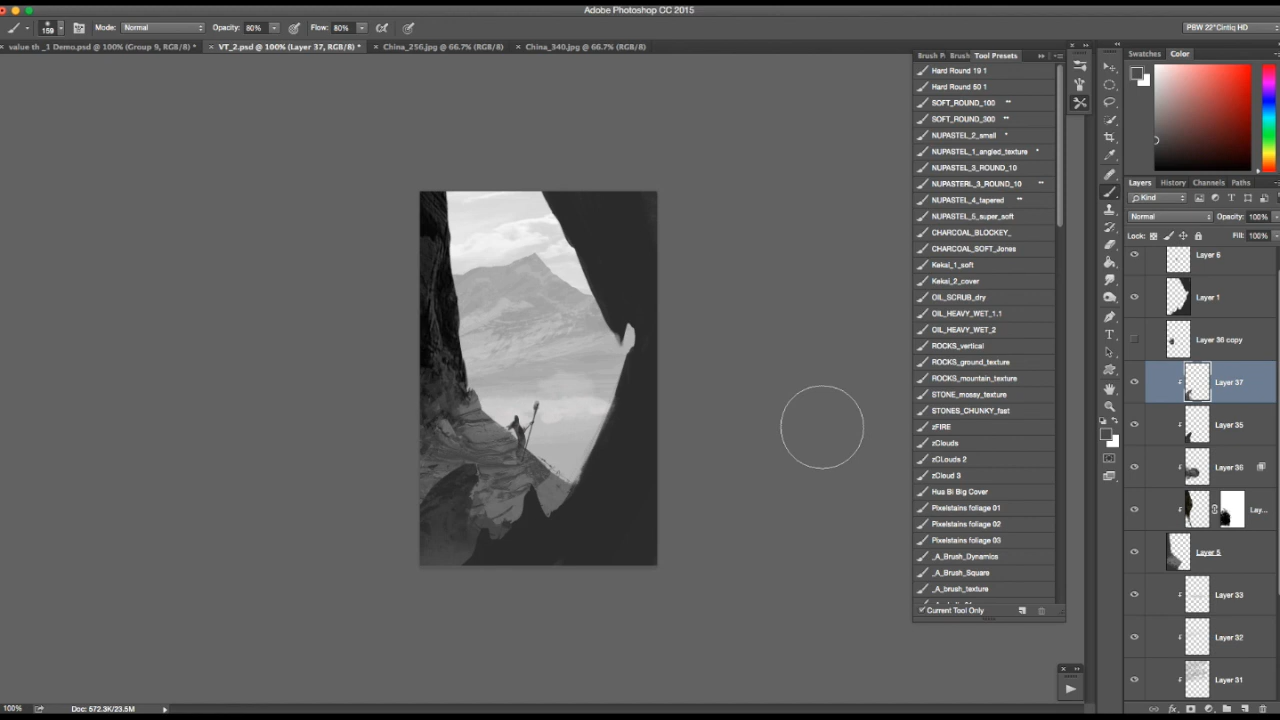 Adobe Photoshop CC 2015
159 Mode: Normal Opacity: 80% Flow: 80% PBW 22"Cintiq HD
value th _1 Demo.psd @ 100% (Group 9, RGB/8) * × VT_2.psd @ 100% (Layer 37, RGB/8) * × China_256.jpg @ 66.7% (RGB/8) × China_340.jpg @ 66.7% (RGB/8)
Brush P Brush Tool Presets
Hard Round 19 1
Hard Round 50 1
SOFT_ROUND_100 **
SOFT_ROUND_300 **
NUPASTEL_2_small *
NUPASTEL_1_angled_texture *
NUPASTEL_3_ROUND_10
NUPASTERL_3_ROUND_10 **
NUPASTEL_4_tapered **
NUPASTEL_5_super_soft
CHARCOAL_BLOCKEY_
CHARCOAL_SOFT_Jones
Kekai_1_soft
Kekai_2_cover
OIL_SCRUB_dry
OIL_HEAVY_WET_1.1
OIL_HEAVY_WET_2
ROCKS_vertical
ROCKS_ground_texture
ROCKS_mountain_texture
STONE_mossy_texture
STONES_CHUNKY_fast
zFIRE
zClouds
zCLouds 2
zCloud 3
Hua Bi Big Cover
Pixelstains foliage 01
Pixelstains foliage 02
Pixelstains foliage 03
_A_Brush_Dynamics
_A_Brush_Square
_A_brush_texture
Current Tool Only
Swatches Color
Layers History Channels Paths
Kind
Normal Opacity: 100%
Lock: Fill: 100%
Layer 6
Layer 1
Layer 36 copy
Layer 37
Layer 35
Layer 36
Lay...
Layer 5
Layer 33
Layer 32
Layer 31
100% Doc: 572.3K/23.5M